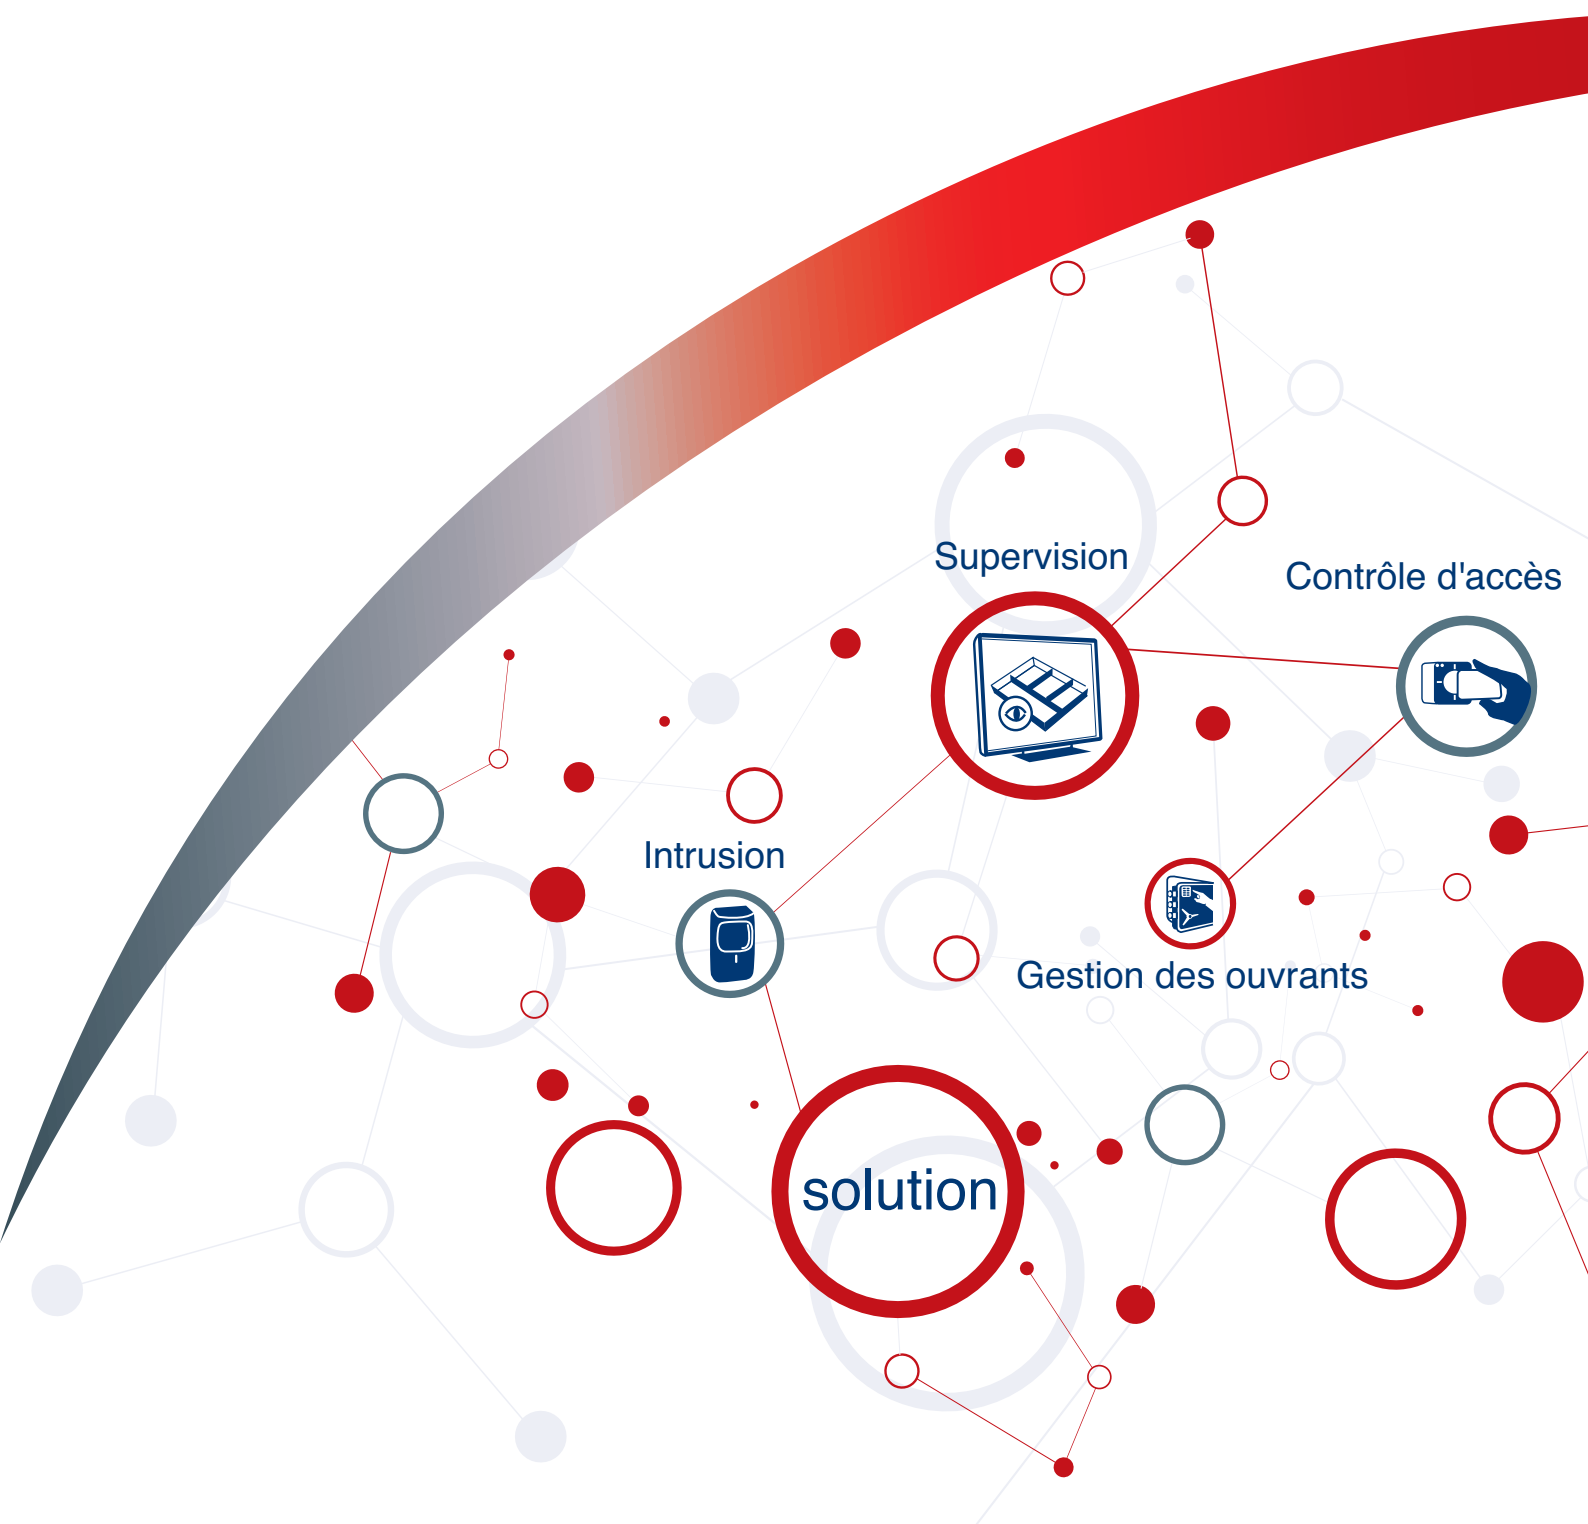 Supervision
Contrôle d'accès
Intrusion
Gestion des ouvrants
solution